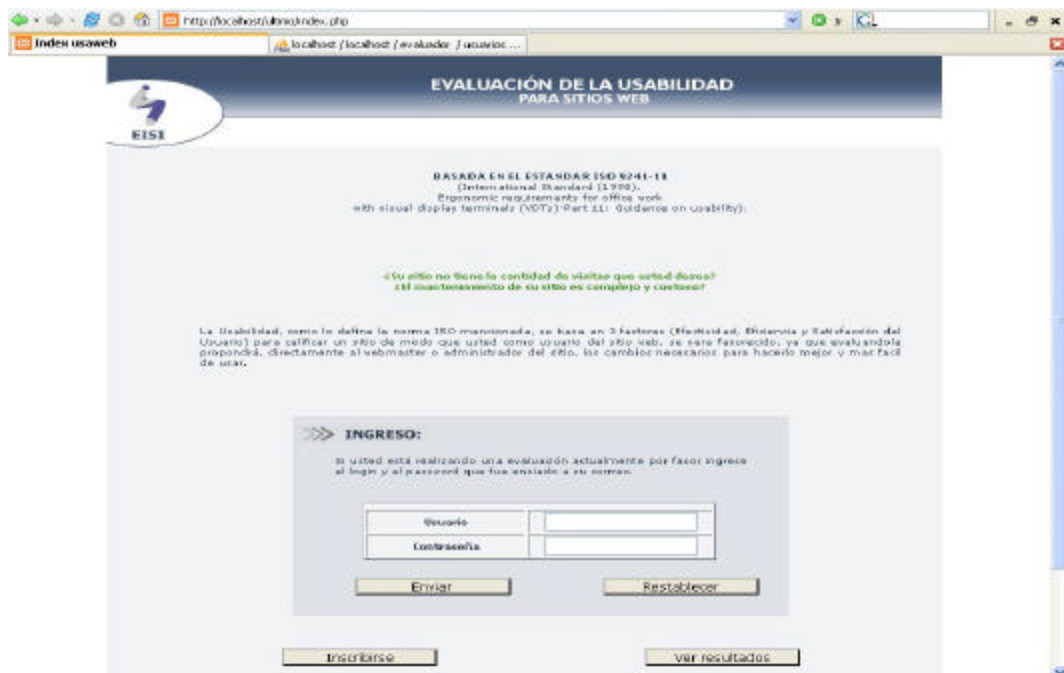 http://localhost/ultimo/index.php
Index usaweb
localhost / localhost / evaluador / usuarios ...
EISI
EVALUACIÓN DE LA USABILIDAD
PARA SITIOS WEB
BASADA EN EL ESTANDAR ISO 9241-11
(International Standard (1998).
Ergonomic requirements for office work
with visual display terminals (VDTs)-Part 11: Guidance on usability).
¿Su sitio no tiene la cantidad de visitas que usted desea?
¿El mantenimiento de su sitio es complejo y costoso?
La Usabilidad, como lo define la norma ISO mencionada, se basa en 3 factores (Efectividad, Eficiencia y Satisfacción del
Usuario) para calificar un sitio de modo que usted como usuario del sitio web, se vera favorecido, ya que evaluandola
propondrá, directamente al webmaster o administrador del sitio, los cambios necesarios para hacerlo mejor y mas facil
de usar.
INGRESO:
Si usted está realizando una evaluación actualmente por favor ingrese
el login y el password que fue enviado a su correo.
Usuario
Contraseña
Enviar
Restablecer
Inscribirse
Ver resultados